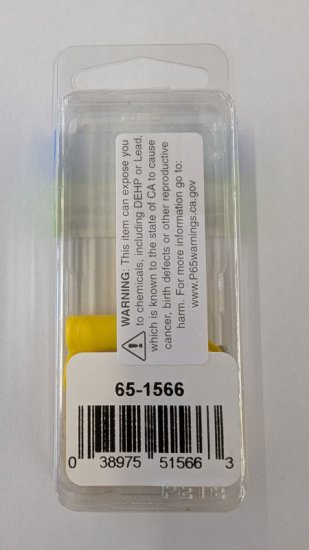 WARNING: This item can expose you
to chemicals, including DEHP or Lead,
which is known to the state of CA to cause
cancer, birth defects or other reproductive
harm. For more information go to:
www.P65warnings.ca.gov
65-1566
0 38975 51566 3